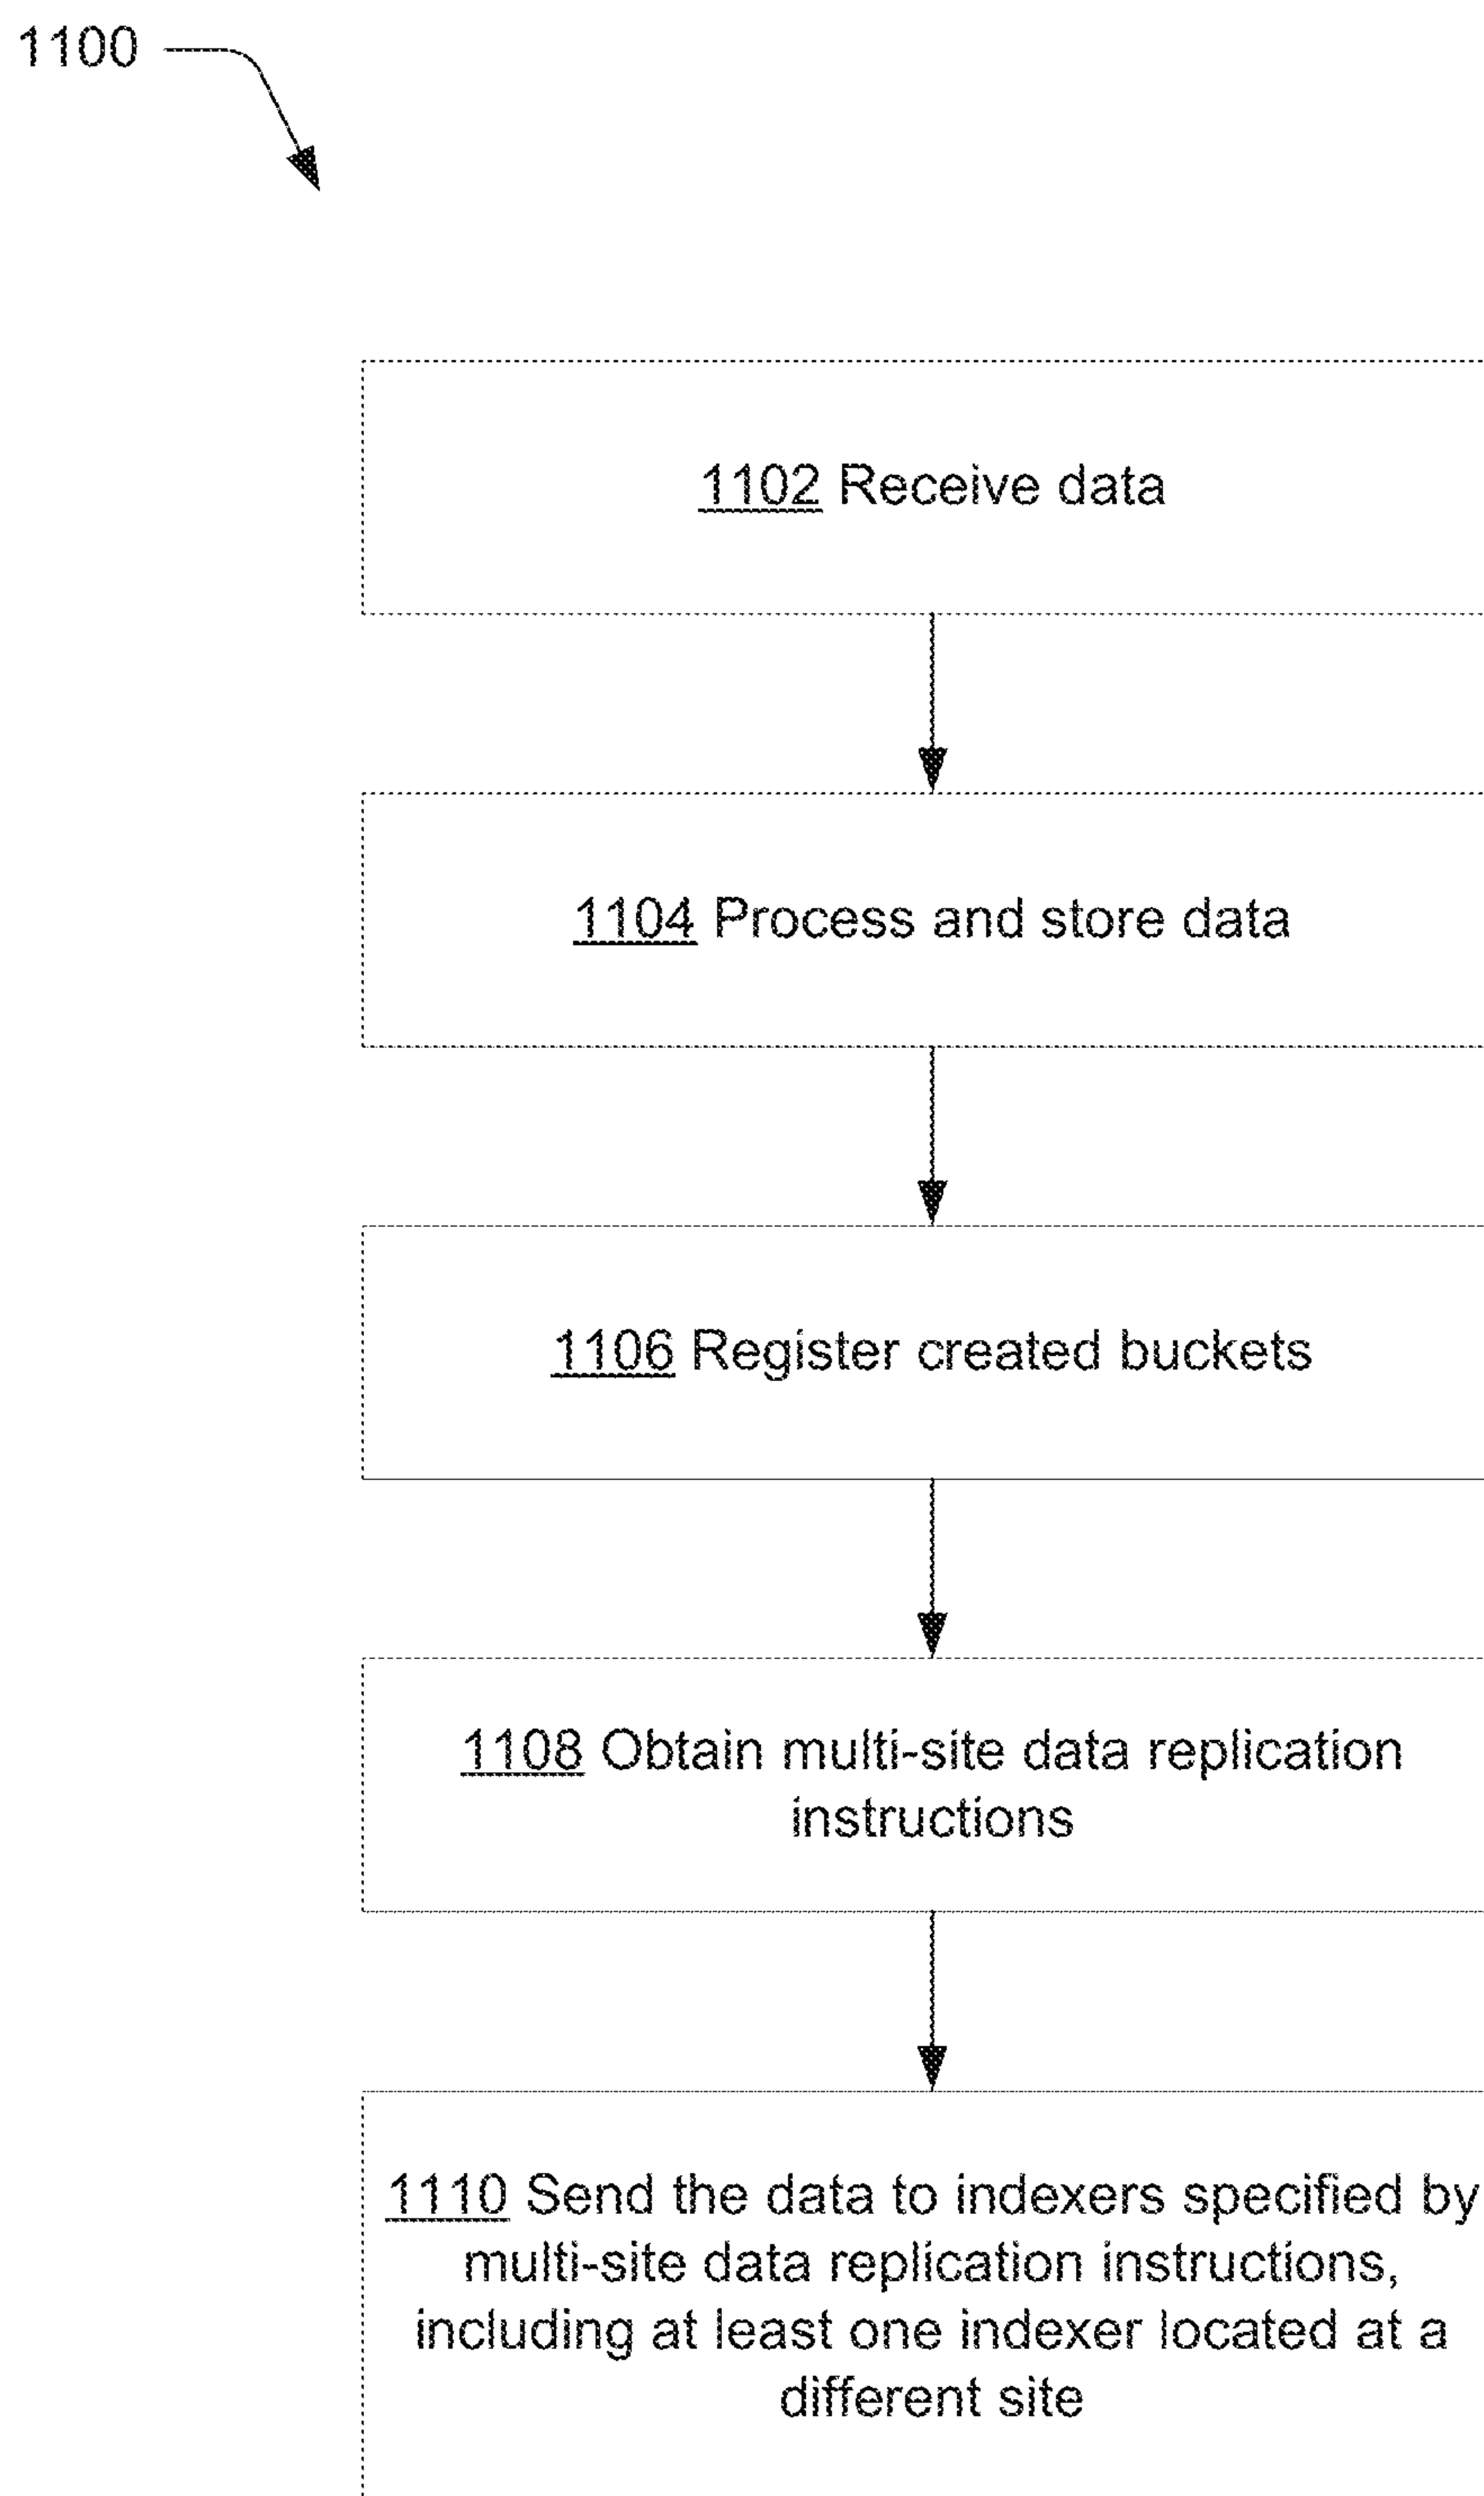 1100
1102 Receive data
1104 Process and store data
1106 Register created buckets
1108 Obtain multi-site data replication
instructions
1110 Send the data to indexers specified by
multi-site data replication instructions,
including at least one indexer located at a
different site